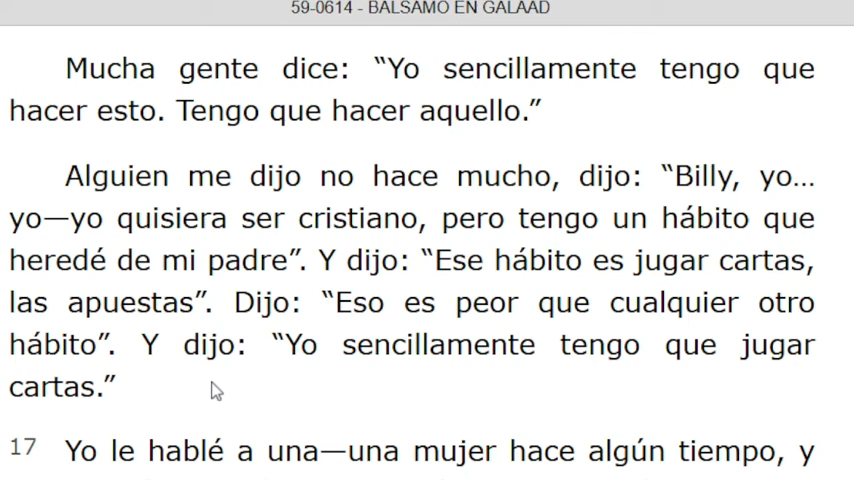 59-0614 - BALSAMO EN GALAAD
Mucha gente dice: “Yo sencillamente tengo que
hacer esto. Tengo que hacer aquello.”
Alguien me dijo no hace mucho, dijo: “Billy, yo…
yo—yo quisiera ser cristiano, pero tengo un hábito que
heredé de mi padre”. Y dijo: “Ese hábito es jugar cartas,
las apuestas”. Dijo: “Eso es peor que cualquier otro
hábito”. Y dijo: “Yo sencillamente tengo que jugar
cartas.”
17 Yo le hablé a una—una mujer hace algún tiempo, y